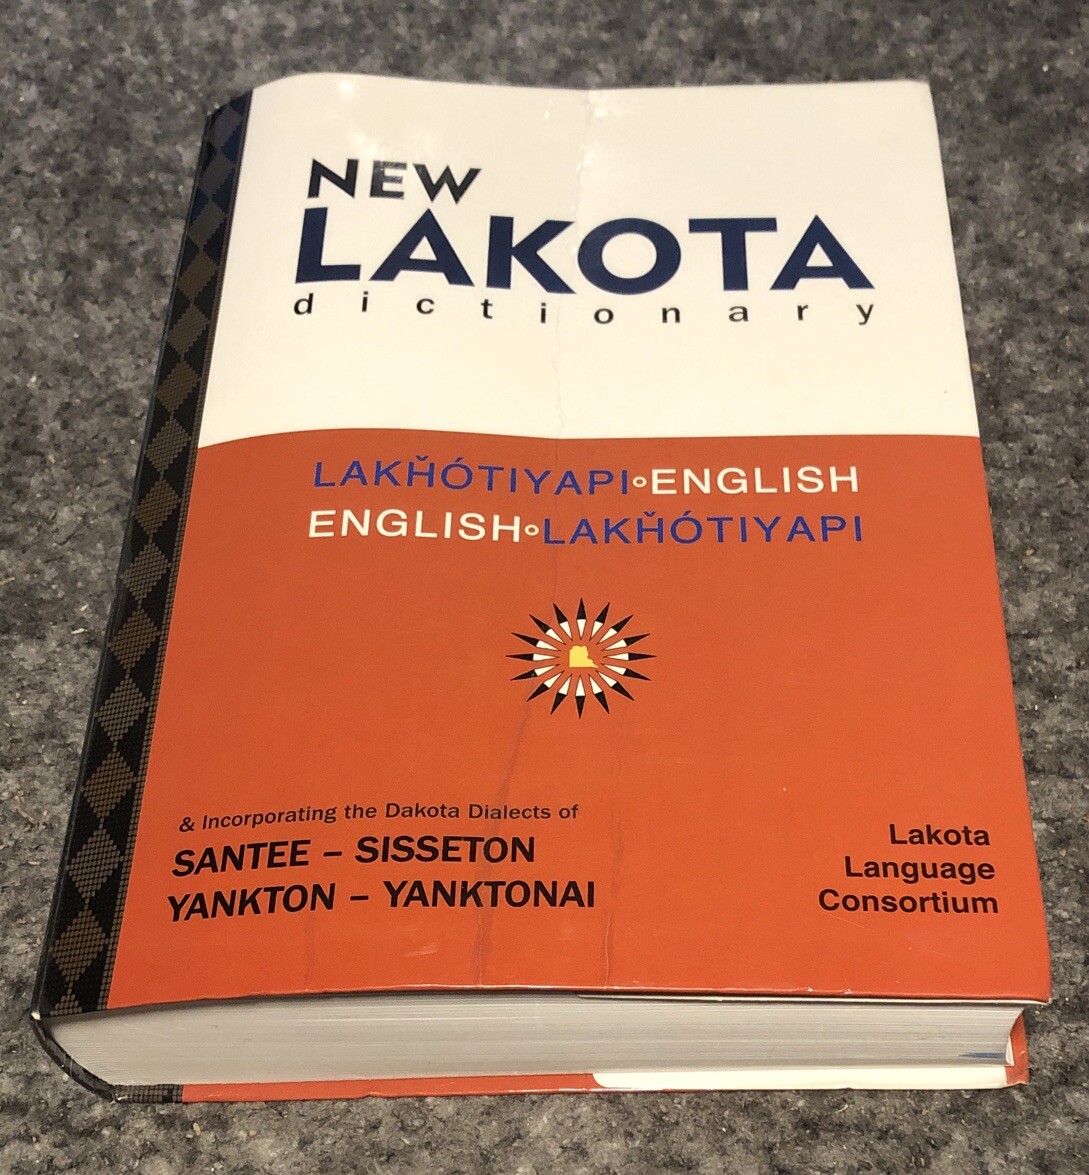 NEW
LAKOTA
dictionary
LAKȞÓTIYAPI∘ENGLISH
ENGLISH∘LAKȞÓTIYAPI
& Incorporating the Dakota Dialects of
SANTEE – SISSETON
YANKTON – YANKTONAI
Lakota
Language
Consortium